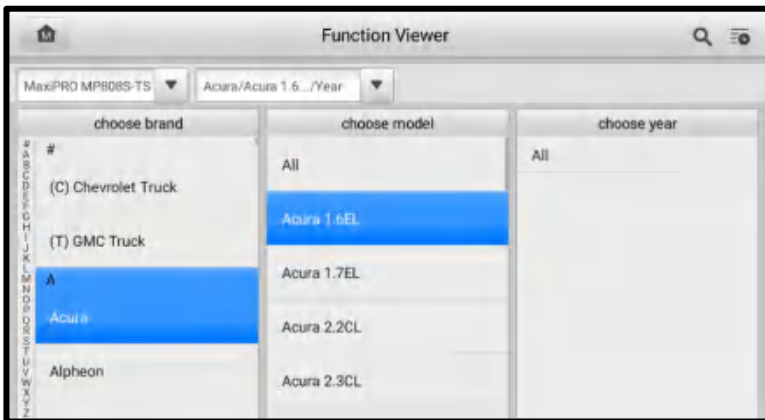 Function Viewer
MaxiPRO MP808S-TS
Acura/Acura 1.6.../Year
choose brand
#
A
B
C
D
E
F
G
H
I
J
K
L
M
N
O
P
Q
R
S
T
U
V
W
X
Y
Z
#
(C) Chevrolet Truck
(T) GMC Truck
A
Acura
Alpheon
choose model
All
Acura 1.6EL
Acura 1.7EL
Acura 2.2CL
Acura 2.3CL
choose year
All